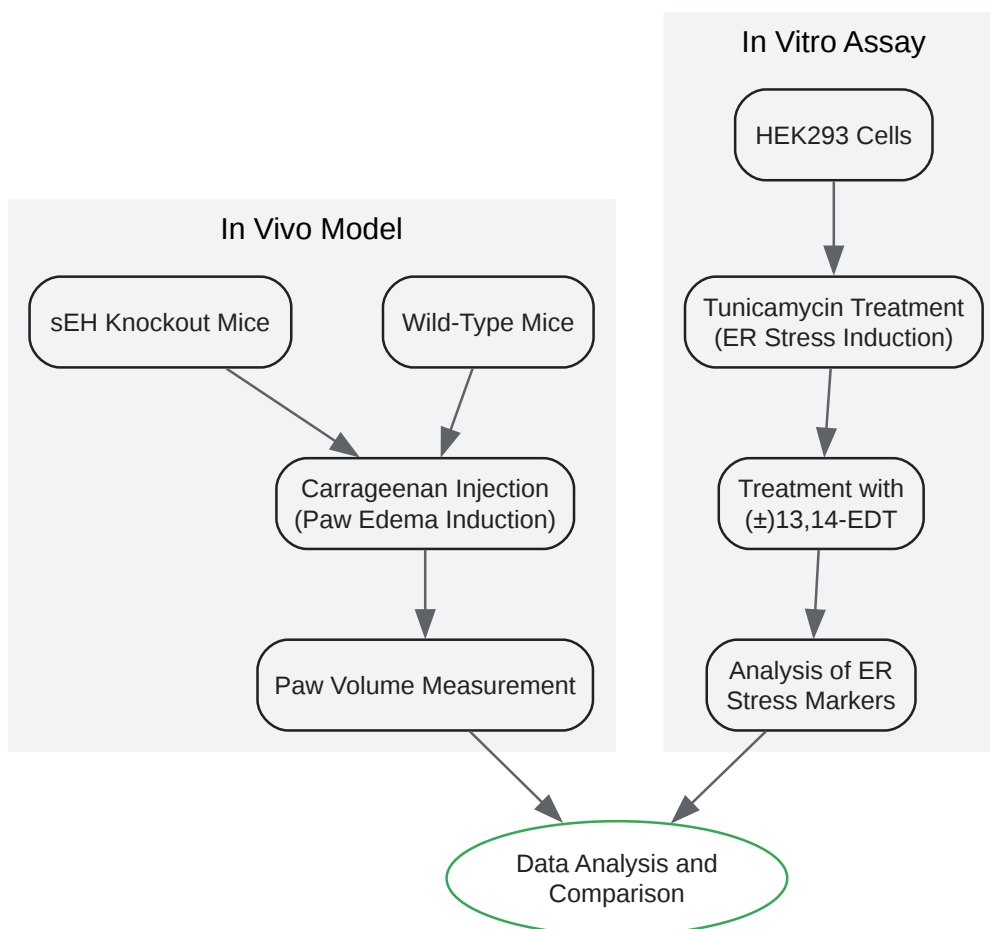 In Vivo Model
sEH Knockout Mice
Wild-Type Mice
Carrageenan Injection
(Paw Edema Induction)
Paw Volume Measurement
In Vitro Assay
HEK293 Cells
Tunicamycin Treatment
(ER Stress Induction)
Treatment with
(±)13,14-EDT
Analysis of ER
Stress Markers
Data Analysis and
Comparison